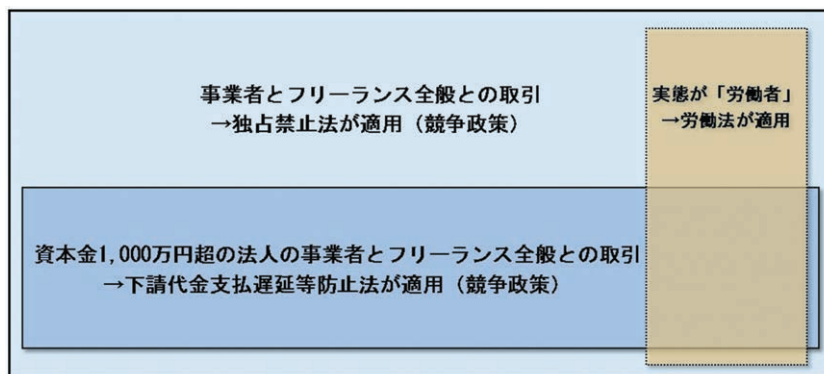 事業者とフリーランス全般との取引
→独占禁止法が適用（競争政策）
実態が「労働者」
→労働法が適用
資本金1,000万円超の法人の事業者とフリーランス全般との取引
→下請代金支払遅延等防止法が適用（競争政策）